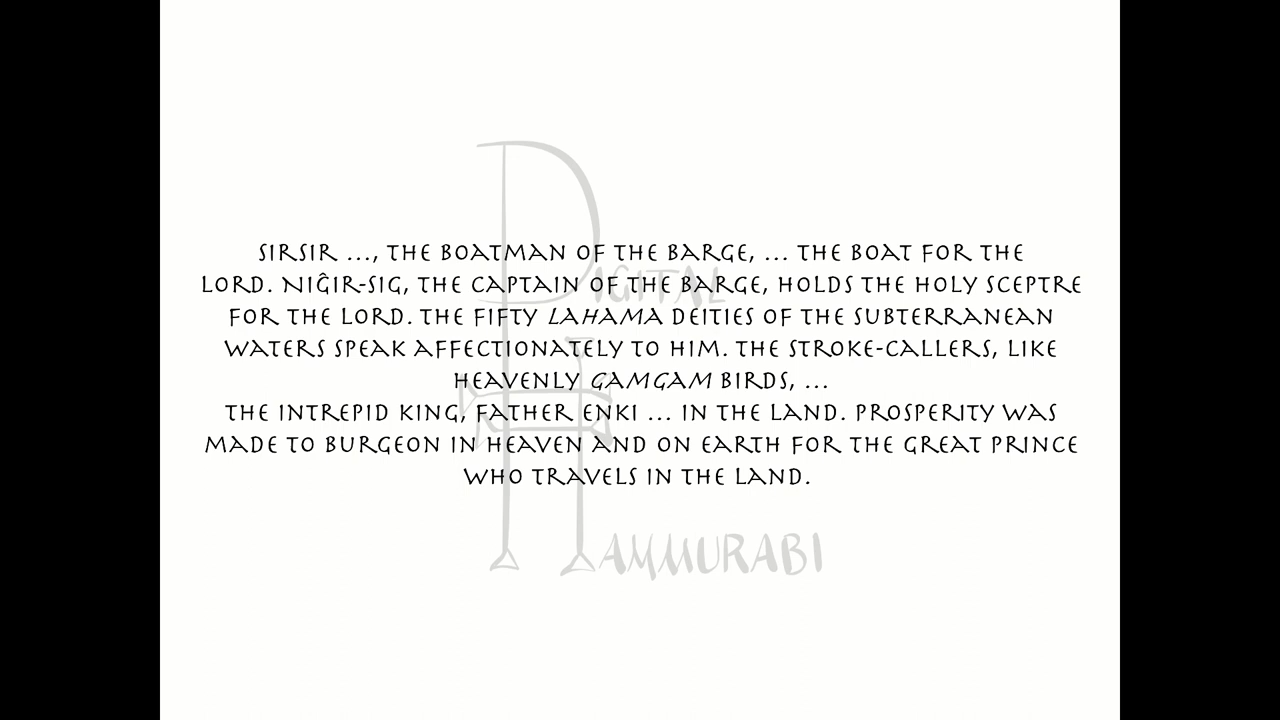 SIRSIR ..., THE BOATMAN OF THE BARGE, ... THE BOAT FOR THE
LORD. NIĜIR-SIG, THE CAPTAIN OF THE BARGE, HOLDS THE HOLY SCEPTRE
FOR THE LORD. THE FIFTY LAHAMA DEITIES OF THE SUBTERRANEAN
WATERS SPEAK AFFECTIONATELY TO HIM. THE STROKE-CALLERS, LIKE
HEAVENLY GAMGAM BIRDS, ...
THE INTREPID KING, FATHER ENKI ... IN THE LAND. PROSPERITY WAS
MADE TO BURGEON IN HEAVEN AND ON EARTH FOR THE GREAT PRINCE
WHO TRAVELS IN THE LAND.
DIGITAL
HAMMURABI